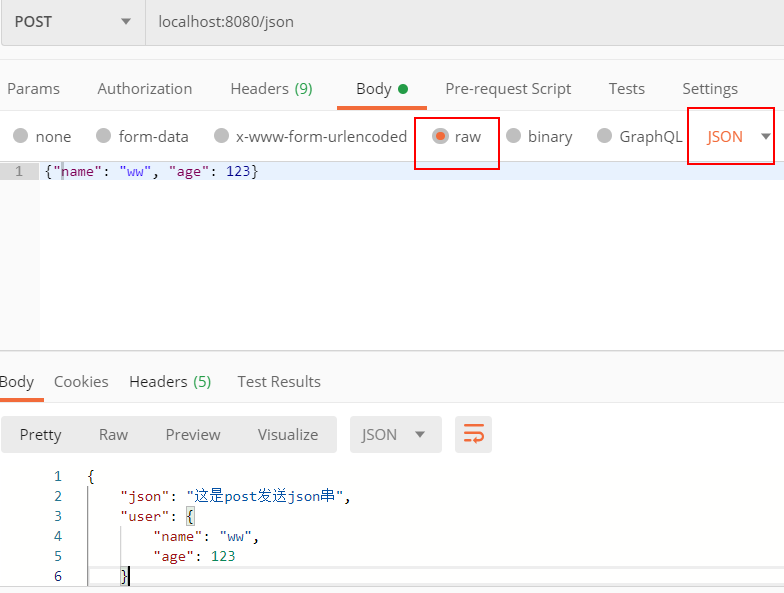 POST localhost:8080/json
Params Authorization Headers (9) Body Pre-request Script Tests Settings
none form-data x-www-form-urlencoded raw binary GraphQL JSON
1 {"name": "ww", "age": 123}
Body Cookies Headers (5) Test Results
Pretty Raw Preview Visualize JSON
1 {
2 "json": "这是post发送json串",
3 "user": {
4 "name": "ww",
5 "age": 123
6 }